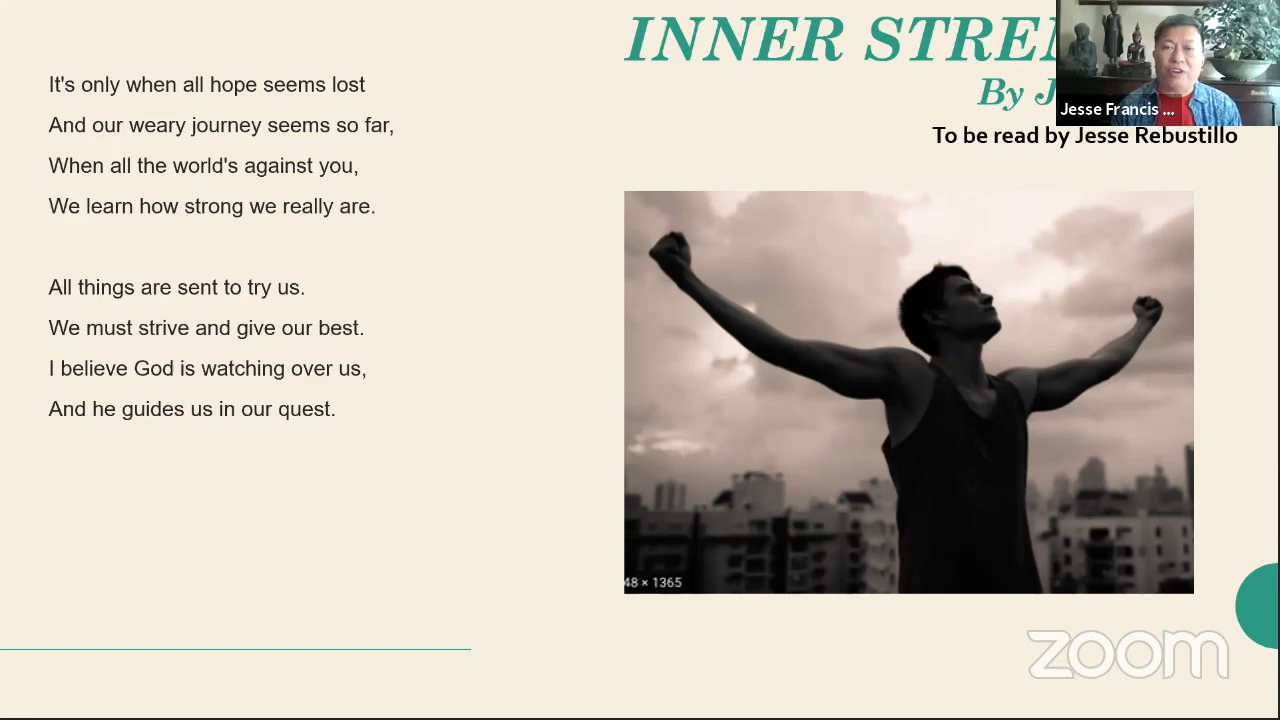 INNER STREN
By J
Jesse Francis ...
To be read by Jesse Rebustillo
It's only when all hope seems lost
And our weary journey seems so far,
When all the world's against you,
We learn how strong we really are.
All things are sent to try us.
We must strive and give our best.
I believe God is watching over us,
And he guides us in our quest.
48 × 1365
zoom